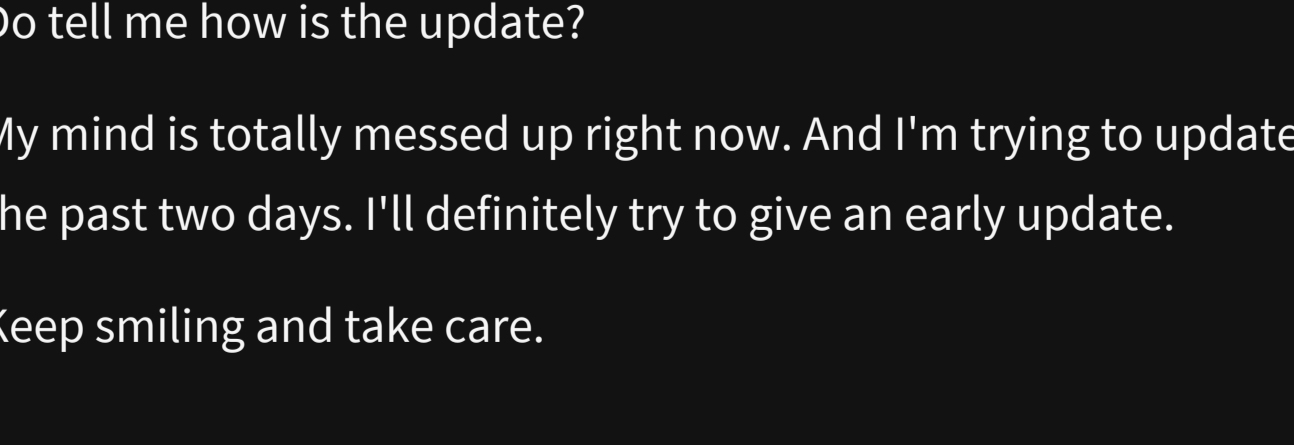 Do tell me how is the update?
My mind is totally messed up right now. And I'm trying to update
the past two days. I'll definitely try to give an early update.
Keep smiling and take care.